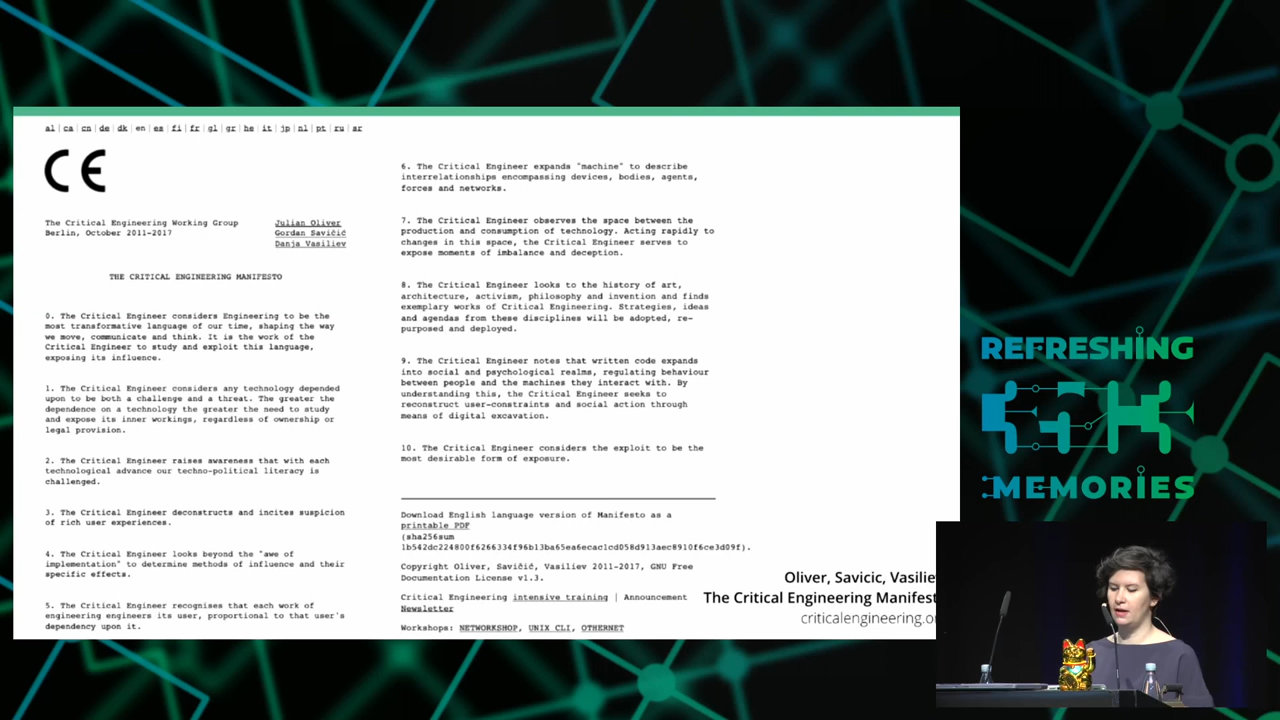 al | ca | cn | de | dk | en | es | fi | fr | gl | gr | he | it | jp | nl | pt | ru | sr
CE
The Critical Engineering Working Group
Berlin, October 2011-2017
Julian Oliver
Gordan Savičić
Danja Vasiliev
THE CRITICAL ENGINEERING MANIFESTO
0. The Critical Engineer considers Engineering to be the
most transformative language of our time, shaping the way
we move, communicate and think. It is the work of the
Critical Engineer to study and exploit this language,
exposing its influence.
1. The Critical Engineer considers any technology depended
upon to be both a challenge and a threat. The greater the
dependence on a technology the greater the need to study
and expose its inner workings, regardless of ownership or
legal provision.
2. The Critical Engineer raises awareness that with each
technological advance our techno-political literacy is
challenged.
3. The Critical Engineer deconstructs and incites suspicion
of rich user experiences.
4. The Critical Engineer looks beyond the "awe of
implementation" to determine methods of influence and their
specific effects.
5. The Critical Engineer recognises that each work of
engineering engineers its user, proportional to that user's
dependency upon it.
6. The Critical Engineer expands "machine" to describe
interrelationships encompassing devices, bodies, agents,
forces and networks.
7. The Critical Engineer observes the space between the
production and consumption of technology. Acting rapidly to
changes in this space, the Critical Engineer serves to
expose moments of imbalance and deception.
8. The Critical Engineer looks to the history of art,
architecture, activism, philosophy and invention and finds
exemplary works of Critical Engineering. Strategies, ideas
and agendas from these disciplines will be adopted, re-
purposed and deployed.
9. The Critical Engineer notes that written code expands
into social and psychological realms, regulating behaviour
between people and the machines they interact with. By
understanding this, the Critical Engineer seeks to
reconstruct user-constraints and social action through
means of digital excavation.
10. The Critical Engineer considers the exploit to be the
most desirable form of exposure.
Download English language version of Manifesto as a
printable PDF
(sha256sum
1b542dc224800f6266334f96b13ba65ea6ecac1cd058d913aec8910f6ce3d09f).
Copyright Oliver, Savičić, Vasiliev 2011-2017, GNU Free
Documentation License v1.3.
Critical Engineering intensive training | Announcement
Newsletter
Workshops: NETWORKSHOP, UNIX CLI, OTHERNET
Oliver, Savicic, Vasilie
The Critical Engineering Manifest
criticalengineering.or
REFRESHING
MEMORIES